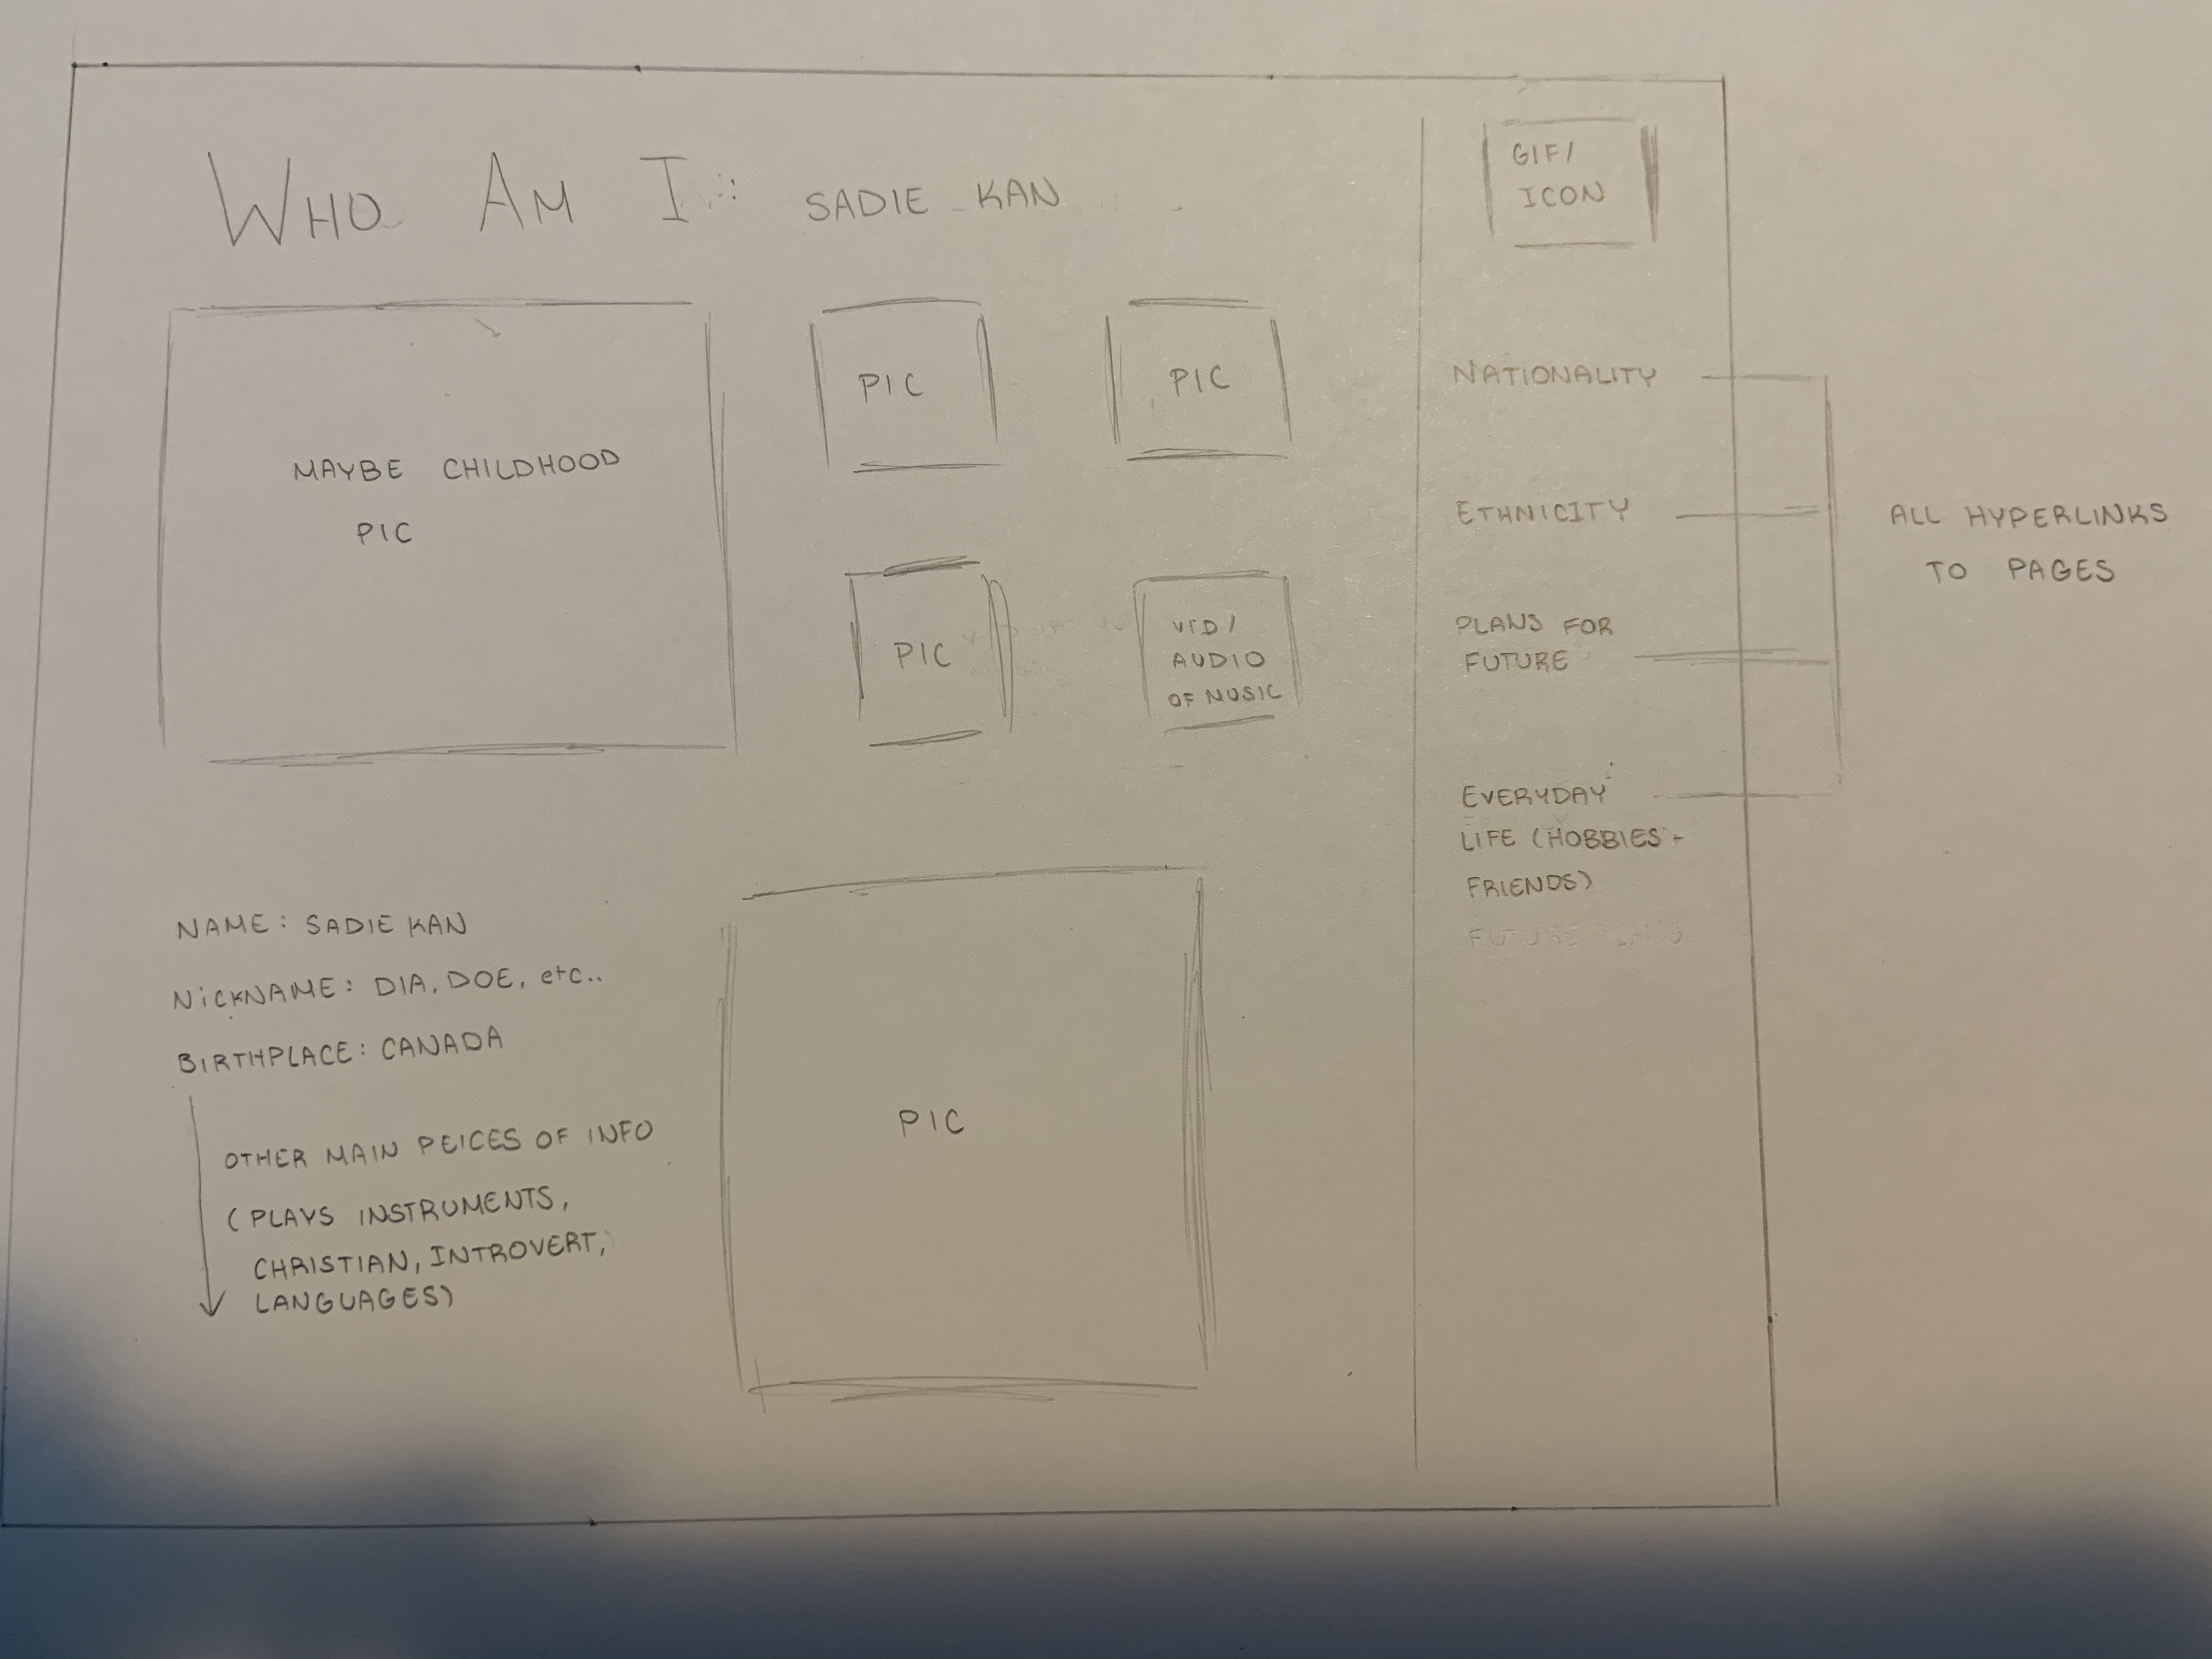 WHO AM I: SADIE KAN
MAYBE CHILDHOOD
PIC
PIC
PIC
PIC
VID/
AUDIO
OF MUSIC
NAME: SADIE KAN
NICKNAME: DIA, DOE, etc..
BIRTHPLACE: CANADA
OTHER MAIN PEICES OF INFO
(PLAYS INSTRUMENTS,
CHRISTIAN, INTROVERT,
LANGUAGES)
PIC
GIF/
ICON
NATIONALITY
ETHNICITY
PLANS FOR
FUTURE
EVERYDAY
LIFE (HOBBIES +
FRIENDS)
ALL HYPERLINKS
TO PAGES